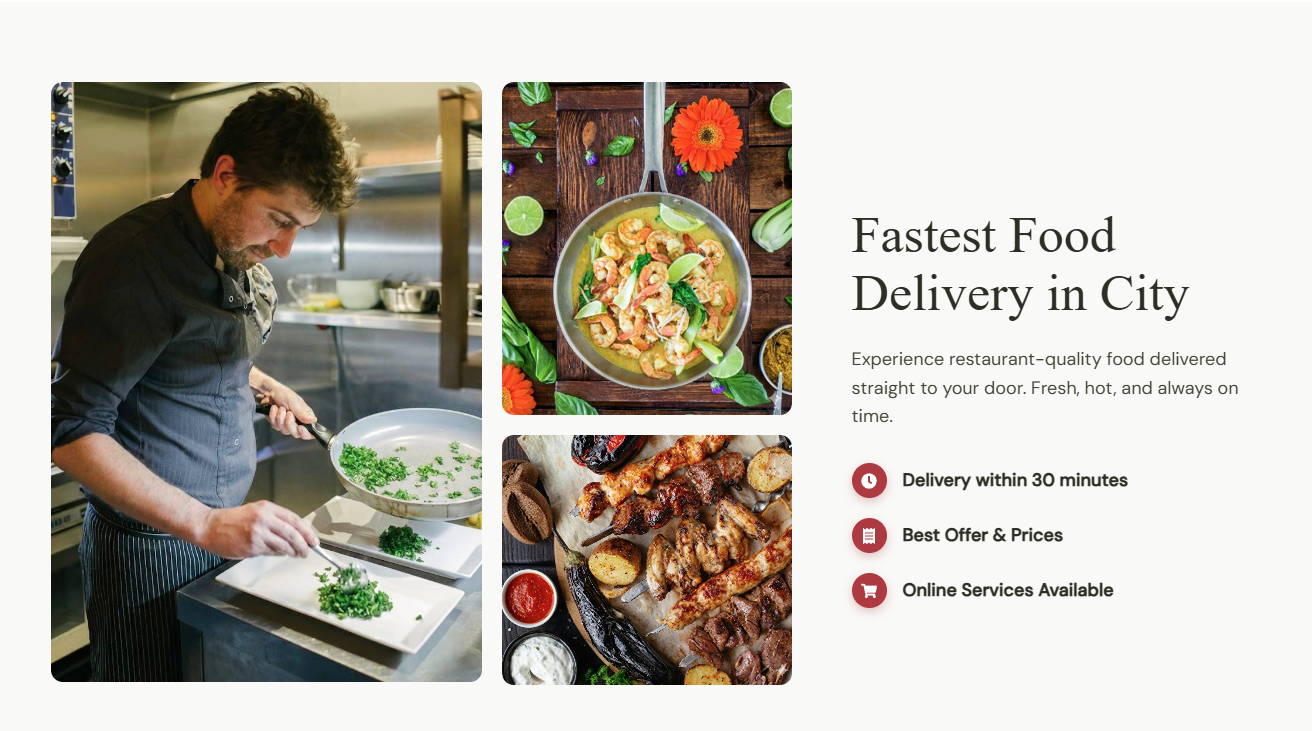 Fastest Food
Delivery in City
Experience restaurant-quality food delivered
straight to your door. Fresh, hot, and always on
time.
Delivery within 30 minutes
Best Offer & Prices
Online Services Available